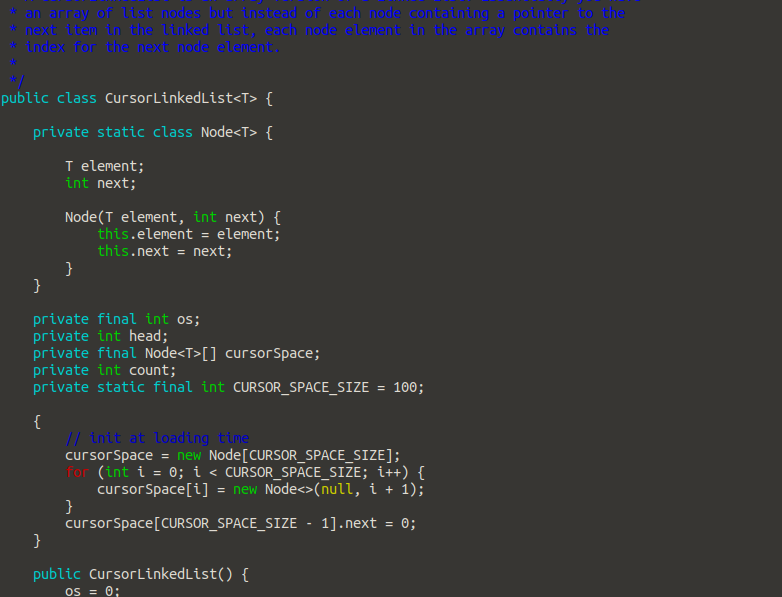 * an array of list nodes but instead of each node containing a pointer to the
 * next item in the linked list, each node element in the array contains the
 * index for the next node element.
 *
 */
public class CursorLinkedList<T> {

    private static class Node<T> {

        T element;
        int next;

        Node(T element, int next) {
            this.element = element;
            this.next = next;
        }
    }

    private final int os;
    private int head;
    private final Node<T>[] cursorSpace;
    private int count;
    private static final int CURSOR_SPACE_SIZE = 100;

    {
        // init at loading time
        cursorSpace = new Node[CURSOR_SPACE_SIZE];
        for (int i = 0; i < CURSOR_SPACE_SIZE; i++) {
            cursorSpace[i] = new Node<>(null, i + 1);
        }
        cursorSpace[CURSOR_SPACE_SIZE - 1].next = 0;
    }

    public CursorLinkedList() {
        os = 0;